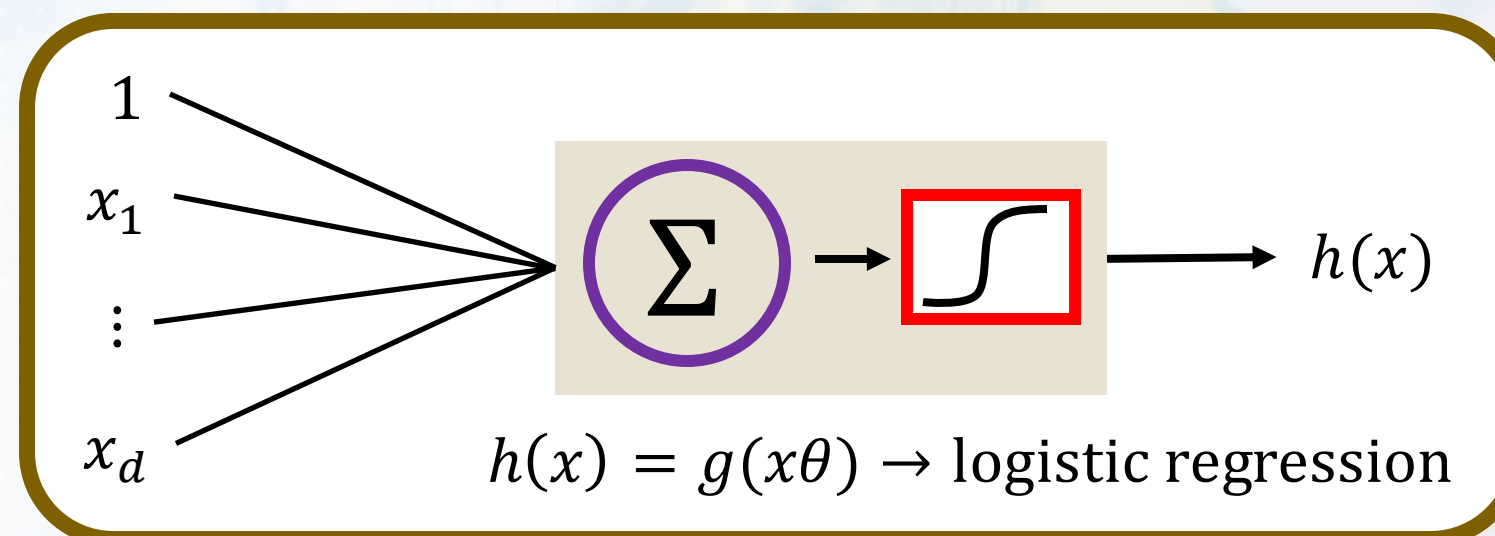 1
x₁
⋮
x_d
∑
h(x)
h(x) = g(xθ) → logistic regression